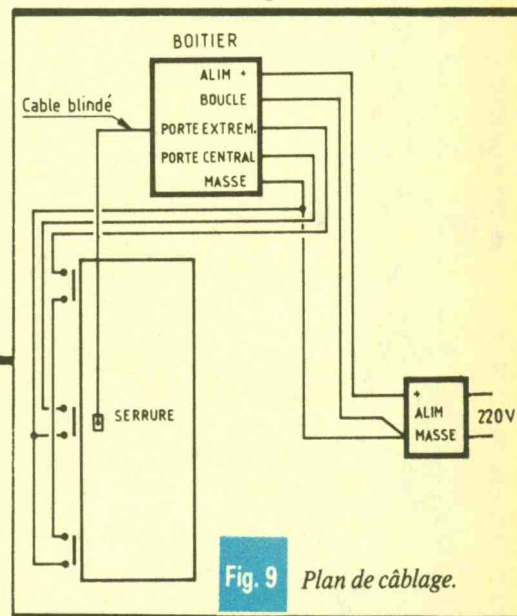 BOITIER
ALIM +
BOUCLE
Cable blindé
PORTE EXTREM.
PORTE CENTRAL
MASSE
SERRURE
+
ALIM
220V
MASSE
Fig. 9 Plan de câblage.